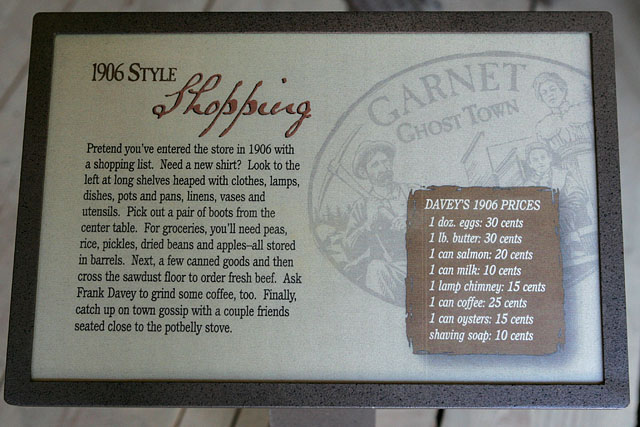 1906 STYLE
Shopping
Pretend you've entered the store in 1906 with
a shopping list. Need a new shirt? Look to the
left at long shelves heaped with clothes, lamps,
dishes, pots and pans, linens, vases and
utensils. Pick out a pair of boots from the
center table. For groceries, you'll need peas,
rice, pickles, dried beans and apples–all stored
in barrels. Next, a few canned goods and then
cross the sawdust floor to order fresh beef. Ask
Frank Davey to grind some coffee, too. Finally,
catch up on town gossip with a couple friends
seated close to the potbelly stove.
GARNET
GHOST TOWN
DAVEY'S 1906 PRICES
1 doz. eggs: 30 cents
1 lb. butter: 30 cents
1 can salmon: 20 cents
1 can milk: 10 cents
1 lamp chimney: 15 cents
1 can coffee: 25 cents
1 can oysters: 15 cents
shaving soap: 10 cents